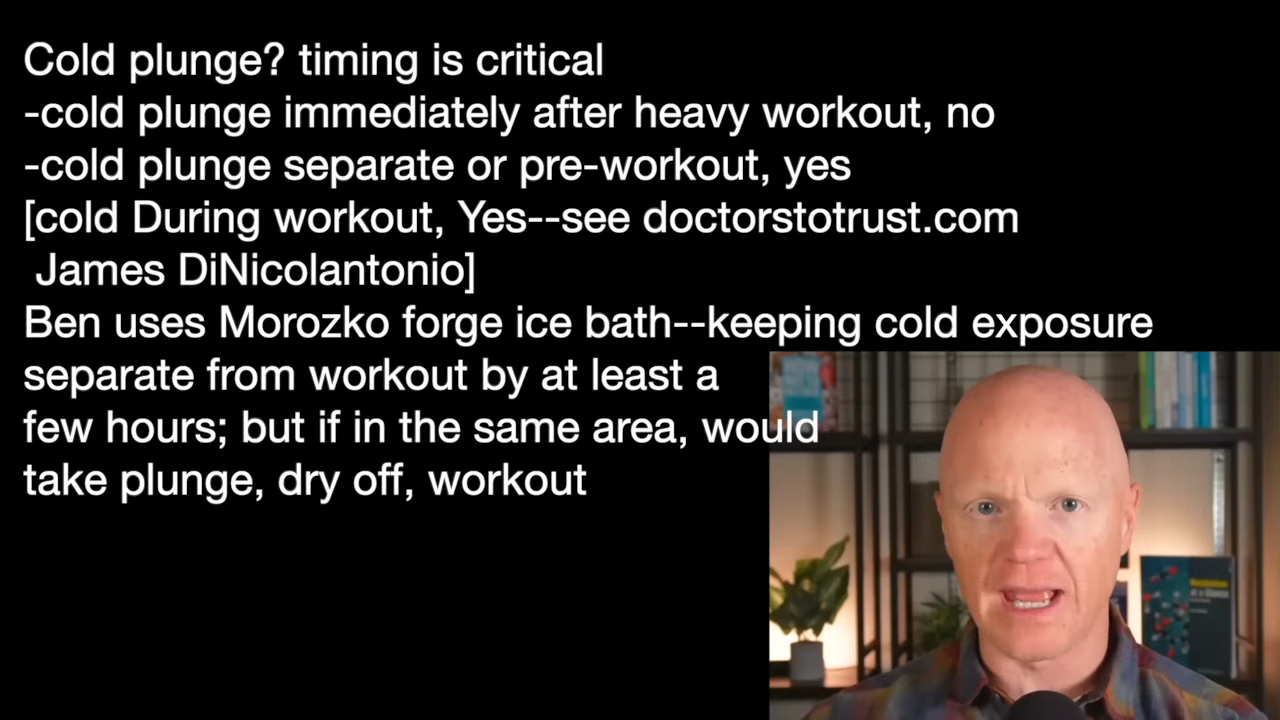 Cold plunge? timing is critical
-cold plunge immediately after heavy workout, no
-cold plunge separate or pre-workout, yes
[cold During workout, Yes--see doctorstotrust.com
James DiNicolantonio]
Ben uses Morozko forge ice bath--keeping cold exposure
separate from workout by at least a
few hours; but if in the same area, would
take plunge, dry off, workout